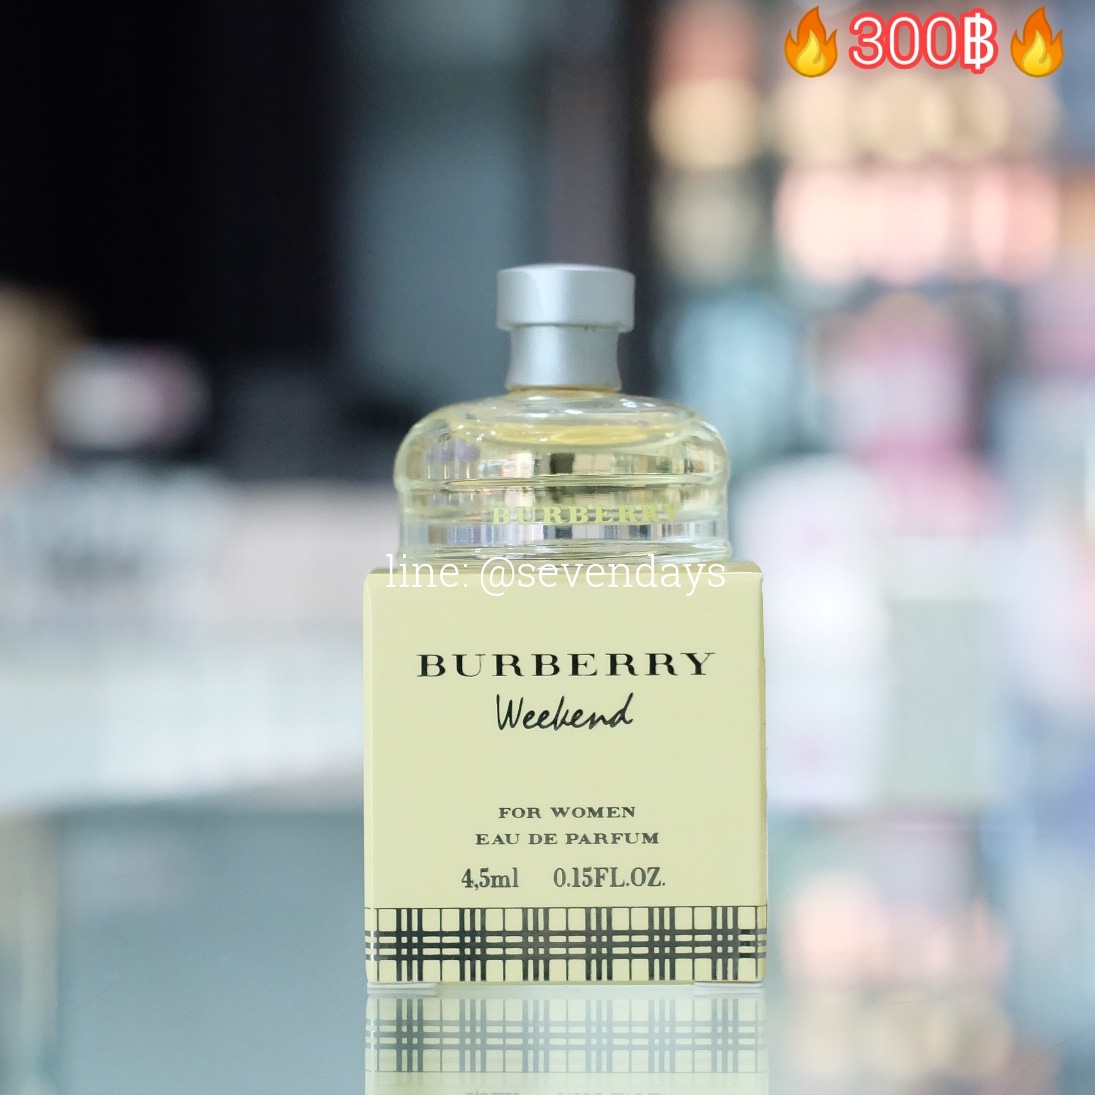 🔥300฿🔥
BURBERRY
line: @sevendays
BURBERRY
Weekend
FOR WOMEN
EAU DE PARFUM
4,5ml 0.15FL.OZ.